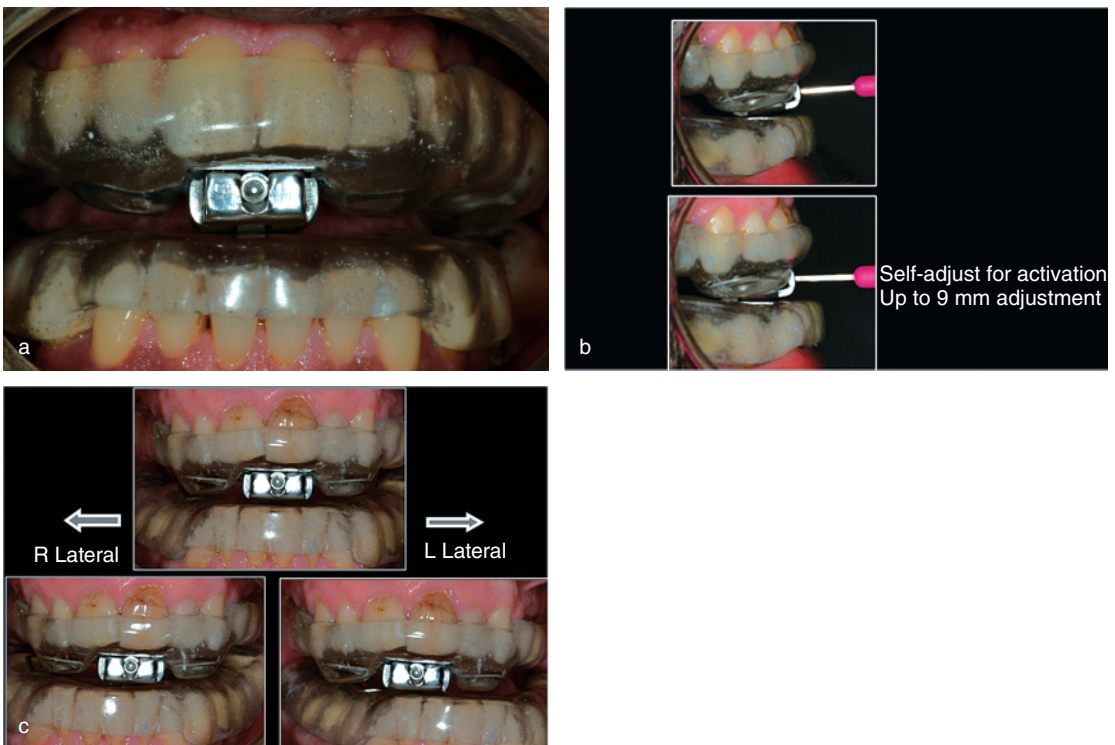 a
b
Self-adjust for activation
Up to 9 mm adjustment
R Lateral
L Lateral
c